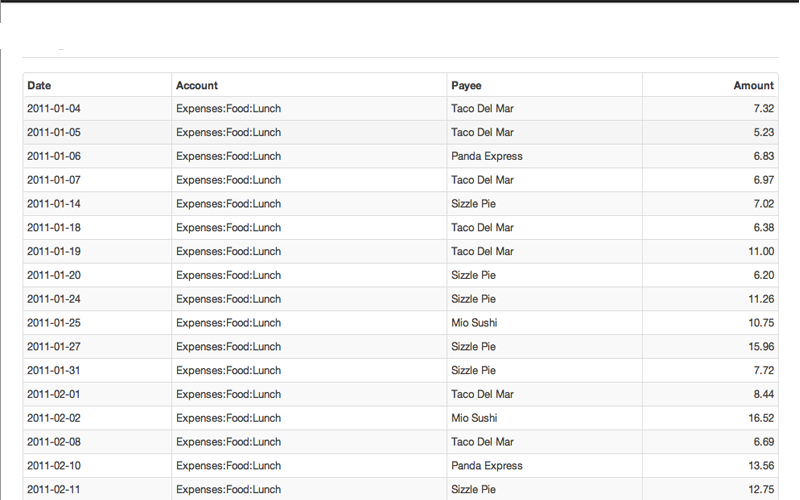 Date Account Payee Amount
2011-01-04 Expenses:Food:Lunch Taco Del Mar 7.32
2011-01-05 Expenses:Food:Lunch Taco Del Mar 5.23
2011-01-06 Expenses:Food:Lunch Panda Express 6.83
2011-01-07 Expenses:Food:Lunch Taco Del Mar 6.97
2011-01-14 Expenses:Food:Lunch Sizzle Pie 7.02
2011-01-18 Expenses:Food:Lunch Taco Del Mar 6.38
2011-01-19 Expenses:Food:Lunch Taco Del Mar 11.00
2011-01-20 Expenses:Food:Lunch Sizzle Pie 6.20
2011-01-24 Expenses:Food:Lunch Sizzle Pie 11.26
2011-01-25 Expenses:Food:Lunch Mio Sushi 10.75
2011-01-27 Expenses:Food:Lunch Sizzle Pie 15.96
2011-01-31 Expenses:Food:Lunch Sizzle Pie 7.72
2011-02-01 Expenses:Food:Lunch Taco Del Mar 8.44
2011-02-02 Expenses:Food:Lunch Mio Sushi 16.52
2011-02-08 Expenses:Food:Lunch Taco Del Mar 6.69
2011-02-10 Expenses:Food:Lunch Panda Express 13.56
2011-02-11 Expenses:Food:Lunch Sizzle Pie 12.75